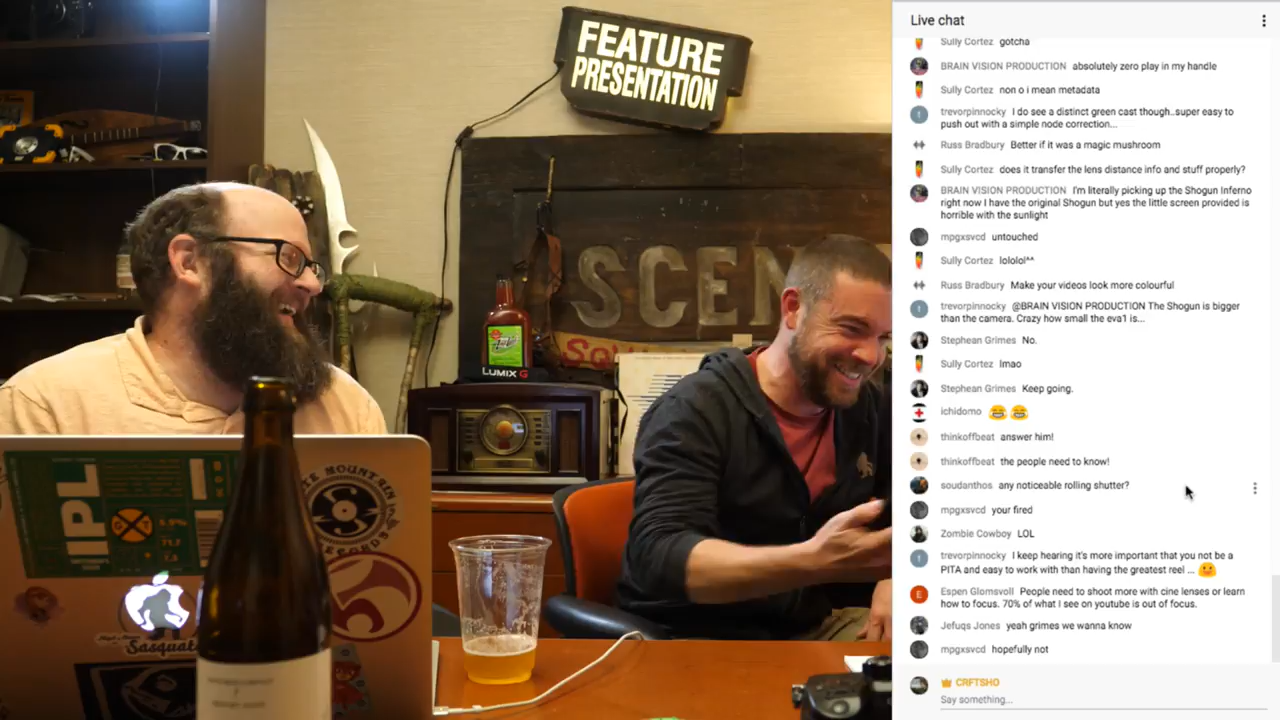 FEATURE
PRESENTATION
SCEN
LUMIX G
IPL
5.9%
71.7
7.5
Sasquat
Live chat
Sully Cortez gotcha
BRAIN VISION PRODUCTION absolutely zero play in my handle
Sully Cortez non o i mean metadata
trevorpinnocky I do see a distinct green cast though..super easy to
push out with a simple node correction...
Russ Bradbury Better if it was a magic mushroom
Sully Cortez does it transfer the lens distance info and stuff properly?
BRAIN VISION PRODUCTION I'm literally picking up the Shogun Inferno
right now I have the original Shogun but yes the little screen provided is
horrible with the sunlight
mpgxsvcd untouched
Sully Cortez lololol^^
Russ Bradbury Make your videos look more colourful
trevorpinnocky @BRAIN VISION PRODUCTION The Shogun is bigger
than the camera. Crazy how small the eva1 is...
Stephean Grimes No.
Sully Cortez lmao
Stephean Grimes Keep going.
ichidomo 😂 😂
thinkoffbeat answer him!
thinkoffbeat the people need to know!
soudanthos any noticeable rolling shutter?
mpgxsvcd your fired
Zombie Cowboy LOL
trevorpinnocky I keep hearing it's more important that you not be a
PITA and easy to work with than having the greatest reel ...
E Espen Glomsvoll People need to shoot more with cine lenses or learn
how to focus. 70% of what I see on youtube is out of focus.
Jefuqs Jones yeah grimes we wanna know
mpgxsvcd hopefully not
CRFTSHO
Say something...